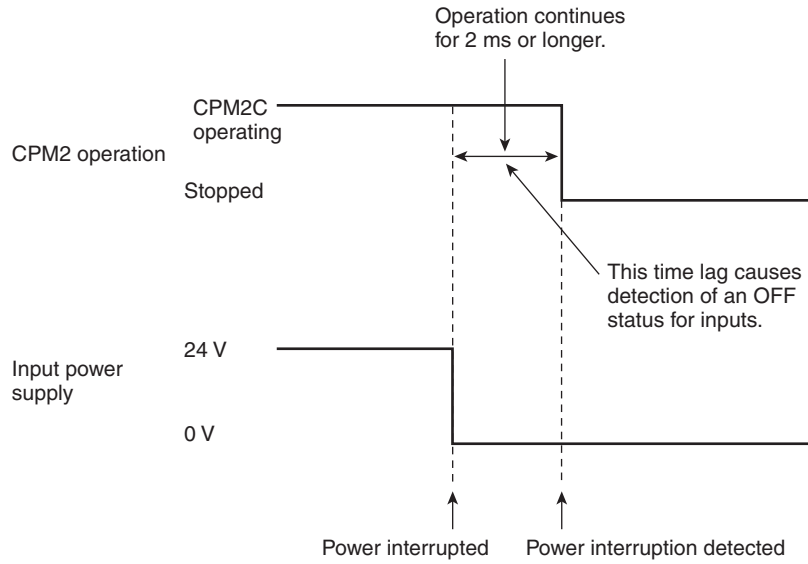 Operation continues
for 2 ms or longer.
CPM2C
operating
CPM2 operation
Stopped
This time lag causes
detection of an OFF
status for inputs.
24 V
Input power
supply
0 V
Power interrupted
Power interruption detected